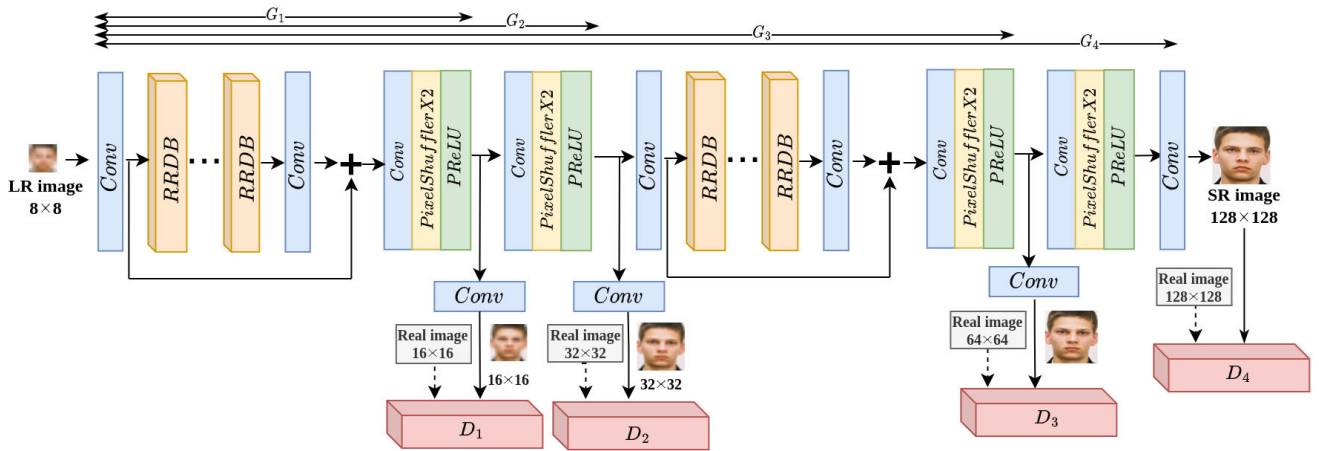 G1
G2
G3
G4
Conv
RRDB
...
RRDB
Conv
+
Conv
PixelShufflerX2
PReLU
Conv
PixelShufflerX2
PReLU
Conv
RRDB
...
RRDB
Conv
+
Conv
PixelShufflerX2
PReLU
Conv
PixelShufflerX2
PReLU
Conv
LR image
8×8
SR image
128×128
Conv
Conv
Conv
Real image
16×16
16×16
Real image
32×32
32×32
Real image
64×64
Real image
128×128
D1
D2
D3
D4